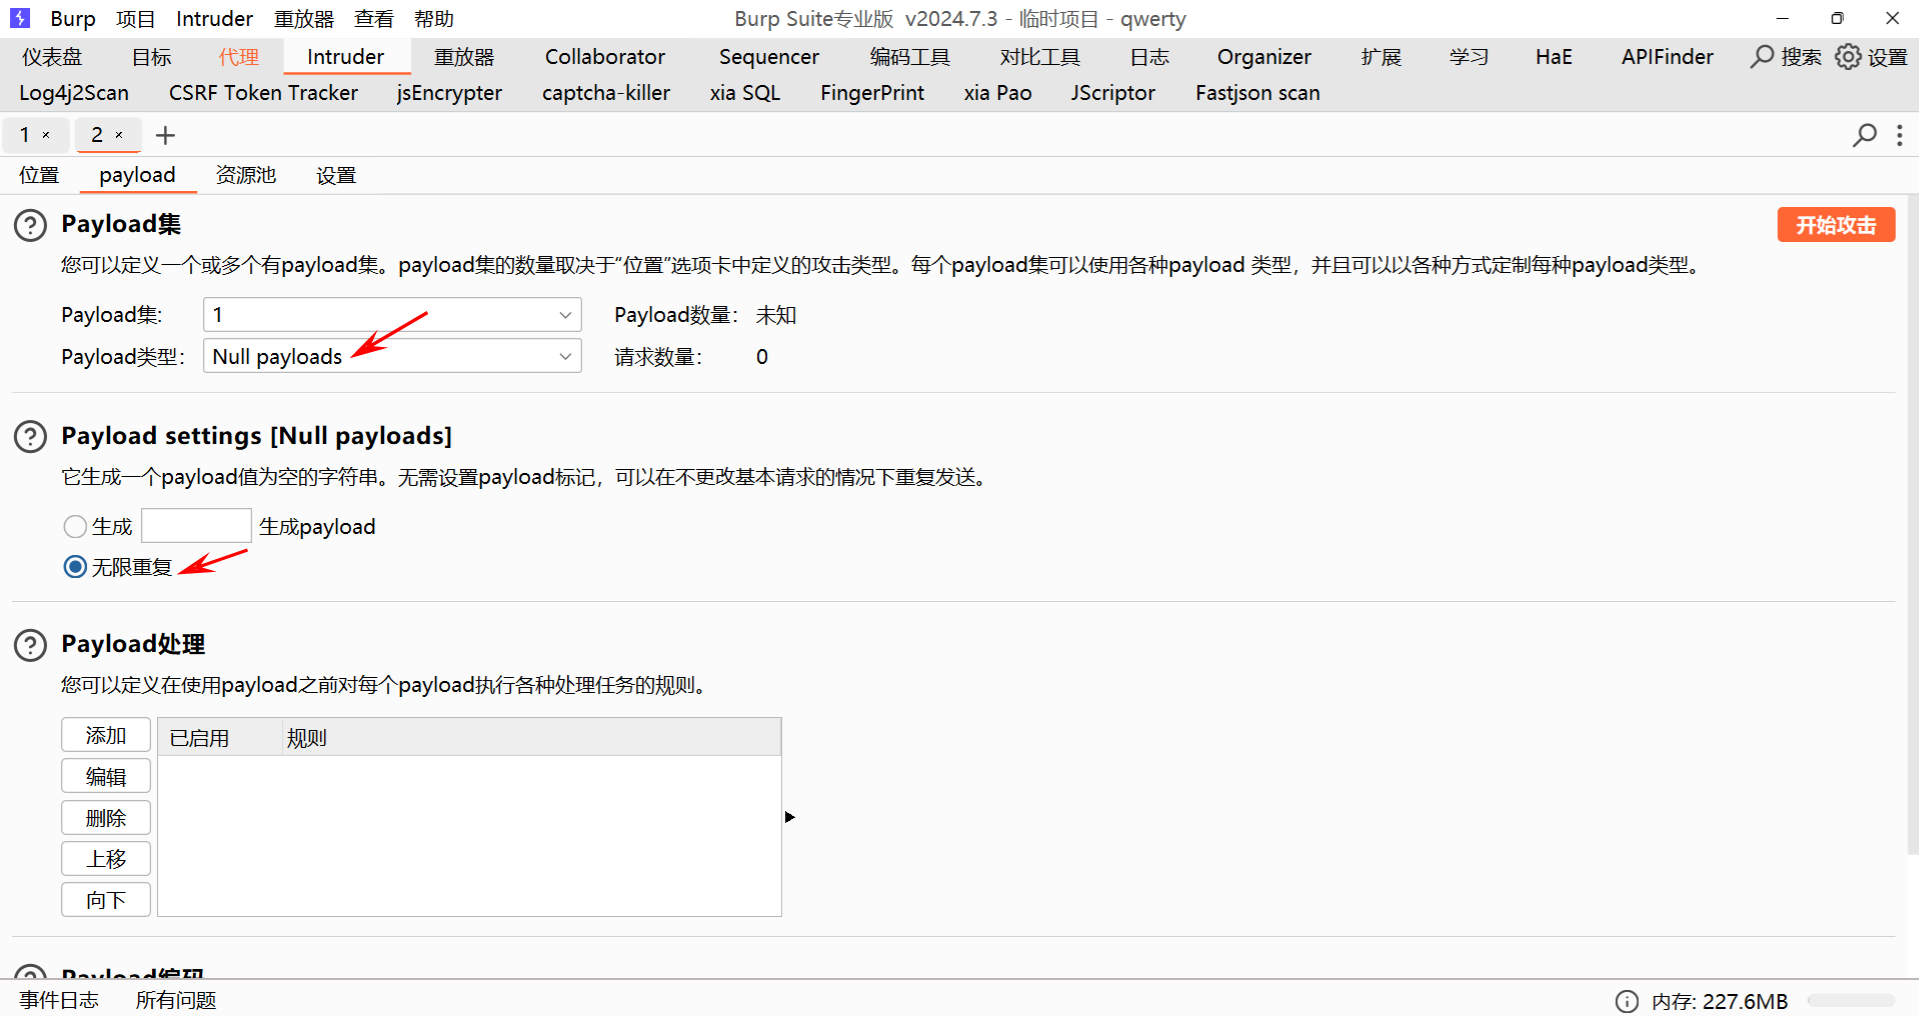 Burp 项目 Intruder 重放器 查看 帮助 Burp Suite专业版 v2024.7.3 - 临时项目 - qwerty
仪表盘 目标 代理 Intruder 重放器 Collaborator Sequencer 编码工具 对比工具 日志 Organizer 扩展 学习 HaE APIFinder 搜索 设置
Log4j2Scan CSRF Token Tracker jsEncrypter captcha-killer xia SQL FingerPrint xia Pao JScriptor Fastjson scan
1 × 2 × +
位置 payload 资源池 设置
Payload集 开始攻击
您可以定义一个或多个有payload集。payload集的数量取决于“位置”选项卡中定义的攻击类型。每个payload集可以使用各种payload 类型，并且可以以各种方式定制每种payload类型。
Payload集: 1 Payload数量： 未知
Payload类型： Null payloads 请求数量： 0
Payload settings [Null payloads]
它生成一个payload值为空的字符串。无需设置payload标记，可以在不更改基本请求的情况下重复发送。
生成 生成payload
无限重复
Payload处理
您可以定义在使用payload之前对每个payload执行各种处理任务的规则。
添加 已启用 规则
编辑
删除
上移
向下
Payload编码
事件日志 所有问题 内存: 227.6MB